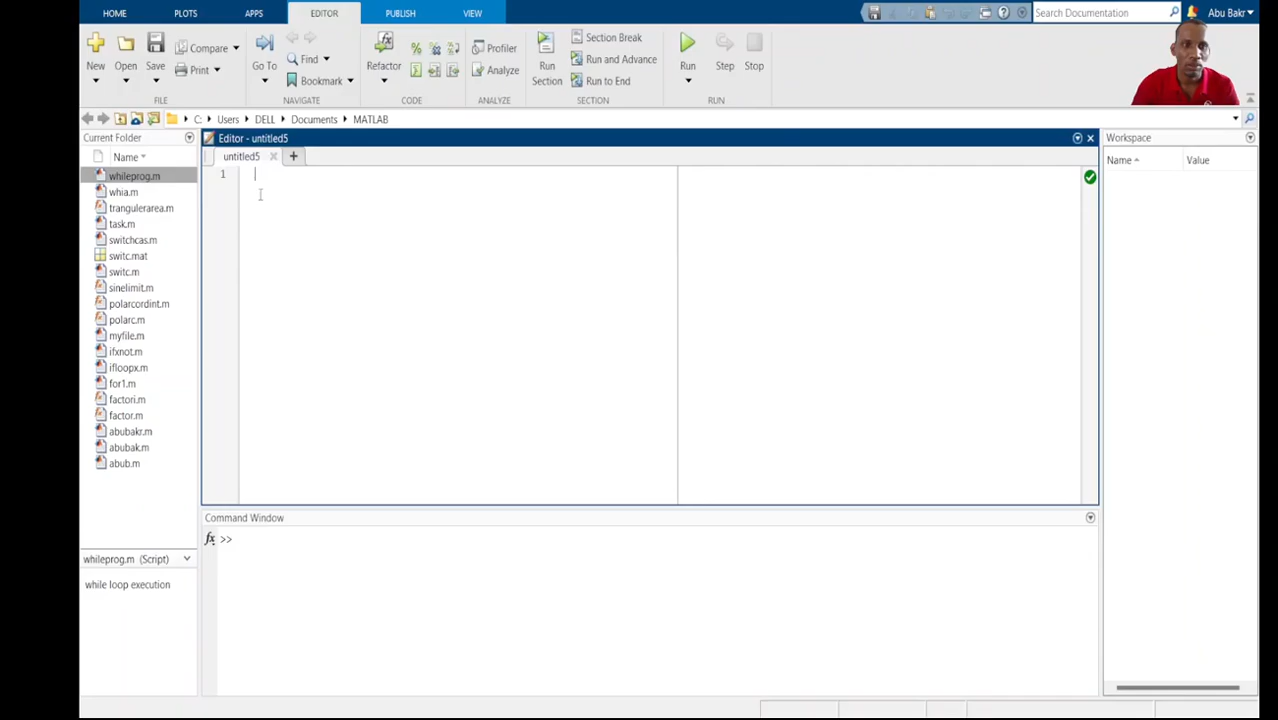 HOME PLOTS APPS EDITOR PUBLISH VIEW Search Documentation Abu Bakr
New Open Save Compare Print Go To Find Bookmark Refactor Profiler Analyze Run Section Section Break Run and Advance Run to End Run Step Stop
FILE NAVIGATE CODE ANALYZE SECTION RUN
C: Users DELL Documents MATLAB
Current Folder
Name
whileprog.m
whia.m
trangulerarea.m
task.m
switchcas.m
switc.mat
switc.m
sinelimit.m
polarcordint.m
polarc.m
myfile.m
ifxnot.m
ifloopx.m
for1.m
factori.m
factor.m
abubakr.m
abubak.m
abub.m
whileprog.m (Script)
while loop execution
Editor - untitled5
untitled5 +
1
Command Window
fx >>
Workspace
Name Value